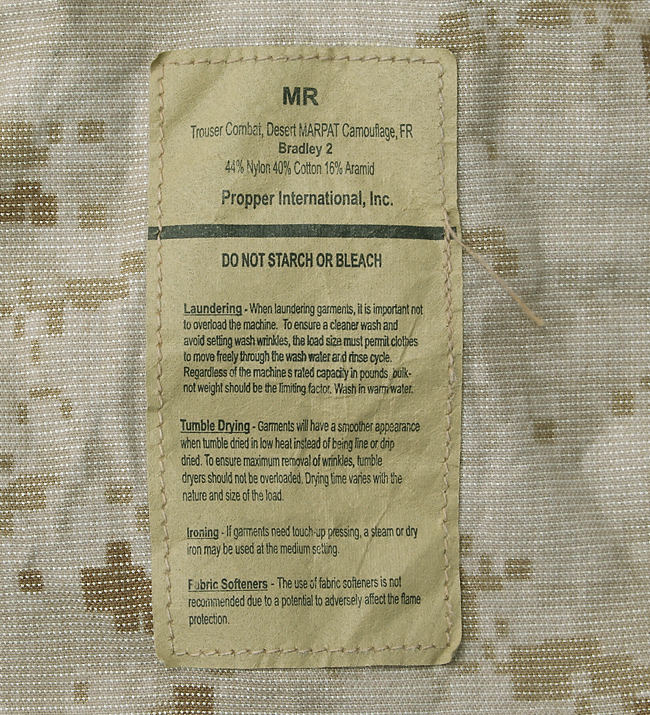 MR
Trouser Combat, Desert MARPAT Camouflage, FR
Bradley 2
44% Nylon 40% Cotton 16% Aramid
Propper International, Inc.
DO NOT STARCH OR BLEACH
Laundering - When laundering garments, it is important not
to overload the machine. To ensure a cleaner wash and
avoid setting wash wrinkles, the load size must permit clothes
to move freely through the wash water and rinse cycle.
Regardless of the machine s rated capacity in pounds bulk-
not weight should be the limiting factor. Wash in warm water.
Tumble Drying - Garments will have a smoother appearance
when tumble dried in low heat instead of being line or drip
dried. To ensure maximum removal of wrinkles, tumble
dryers should not be overloaded. Drying time varies with the
nature and size of the load.
Ironing - If garments need touch-up pressing, a steam or dry
iron may be used at the medium setting.
Fabric Softeners - The use of fabric softeners is not
recommended due to a potential to adversely affect the flame
protection.